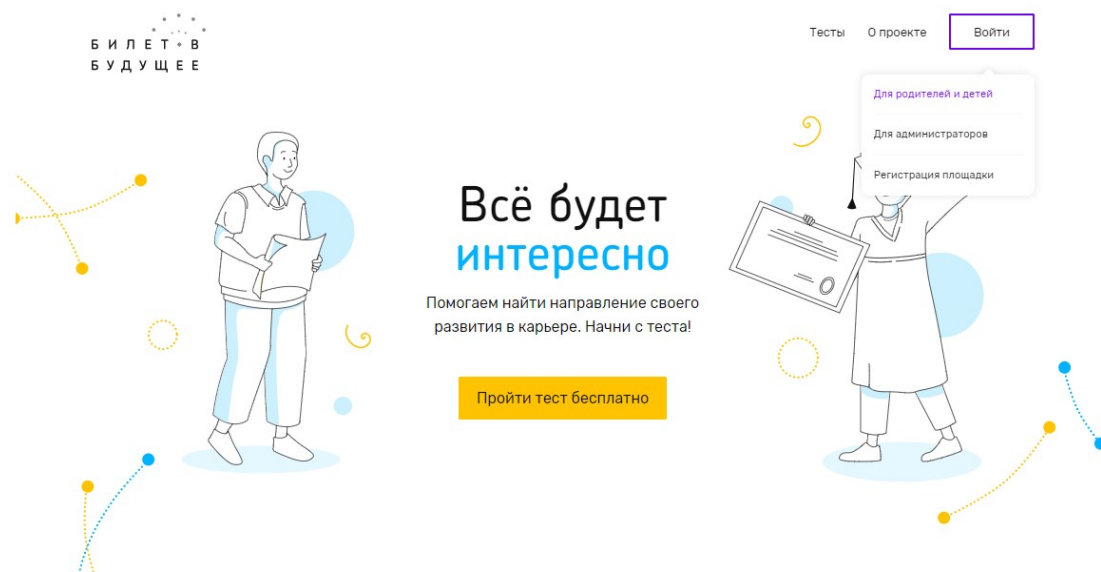 БИЛЕТ В
БУДУЩЕЕ
Тесты О проекте Войти
Для родителей и детей
Для администраторов
Регистрация площадки
Всё будет
интересно
Помогаем найти направление своего
развития в карьере. Начни с теста!
Пройти тест бесплатно